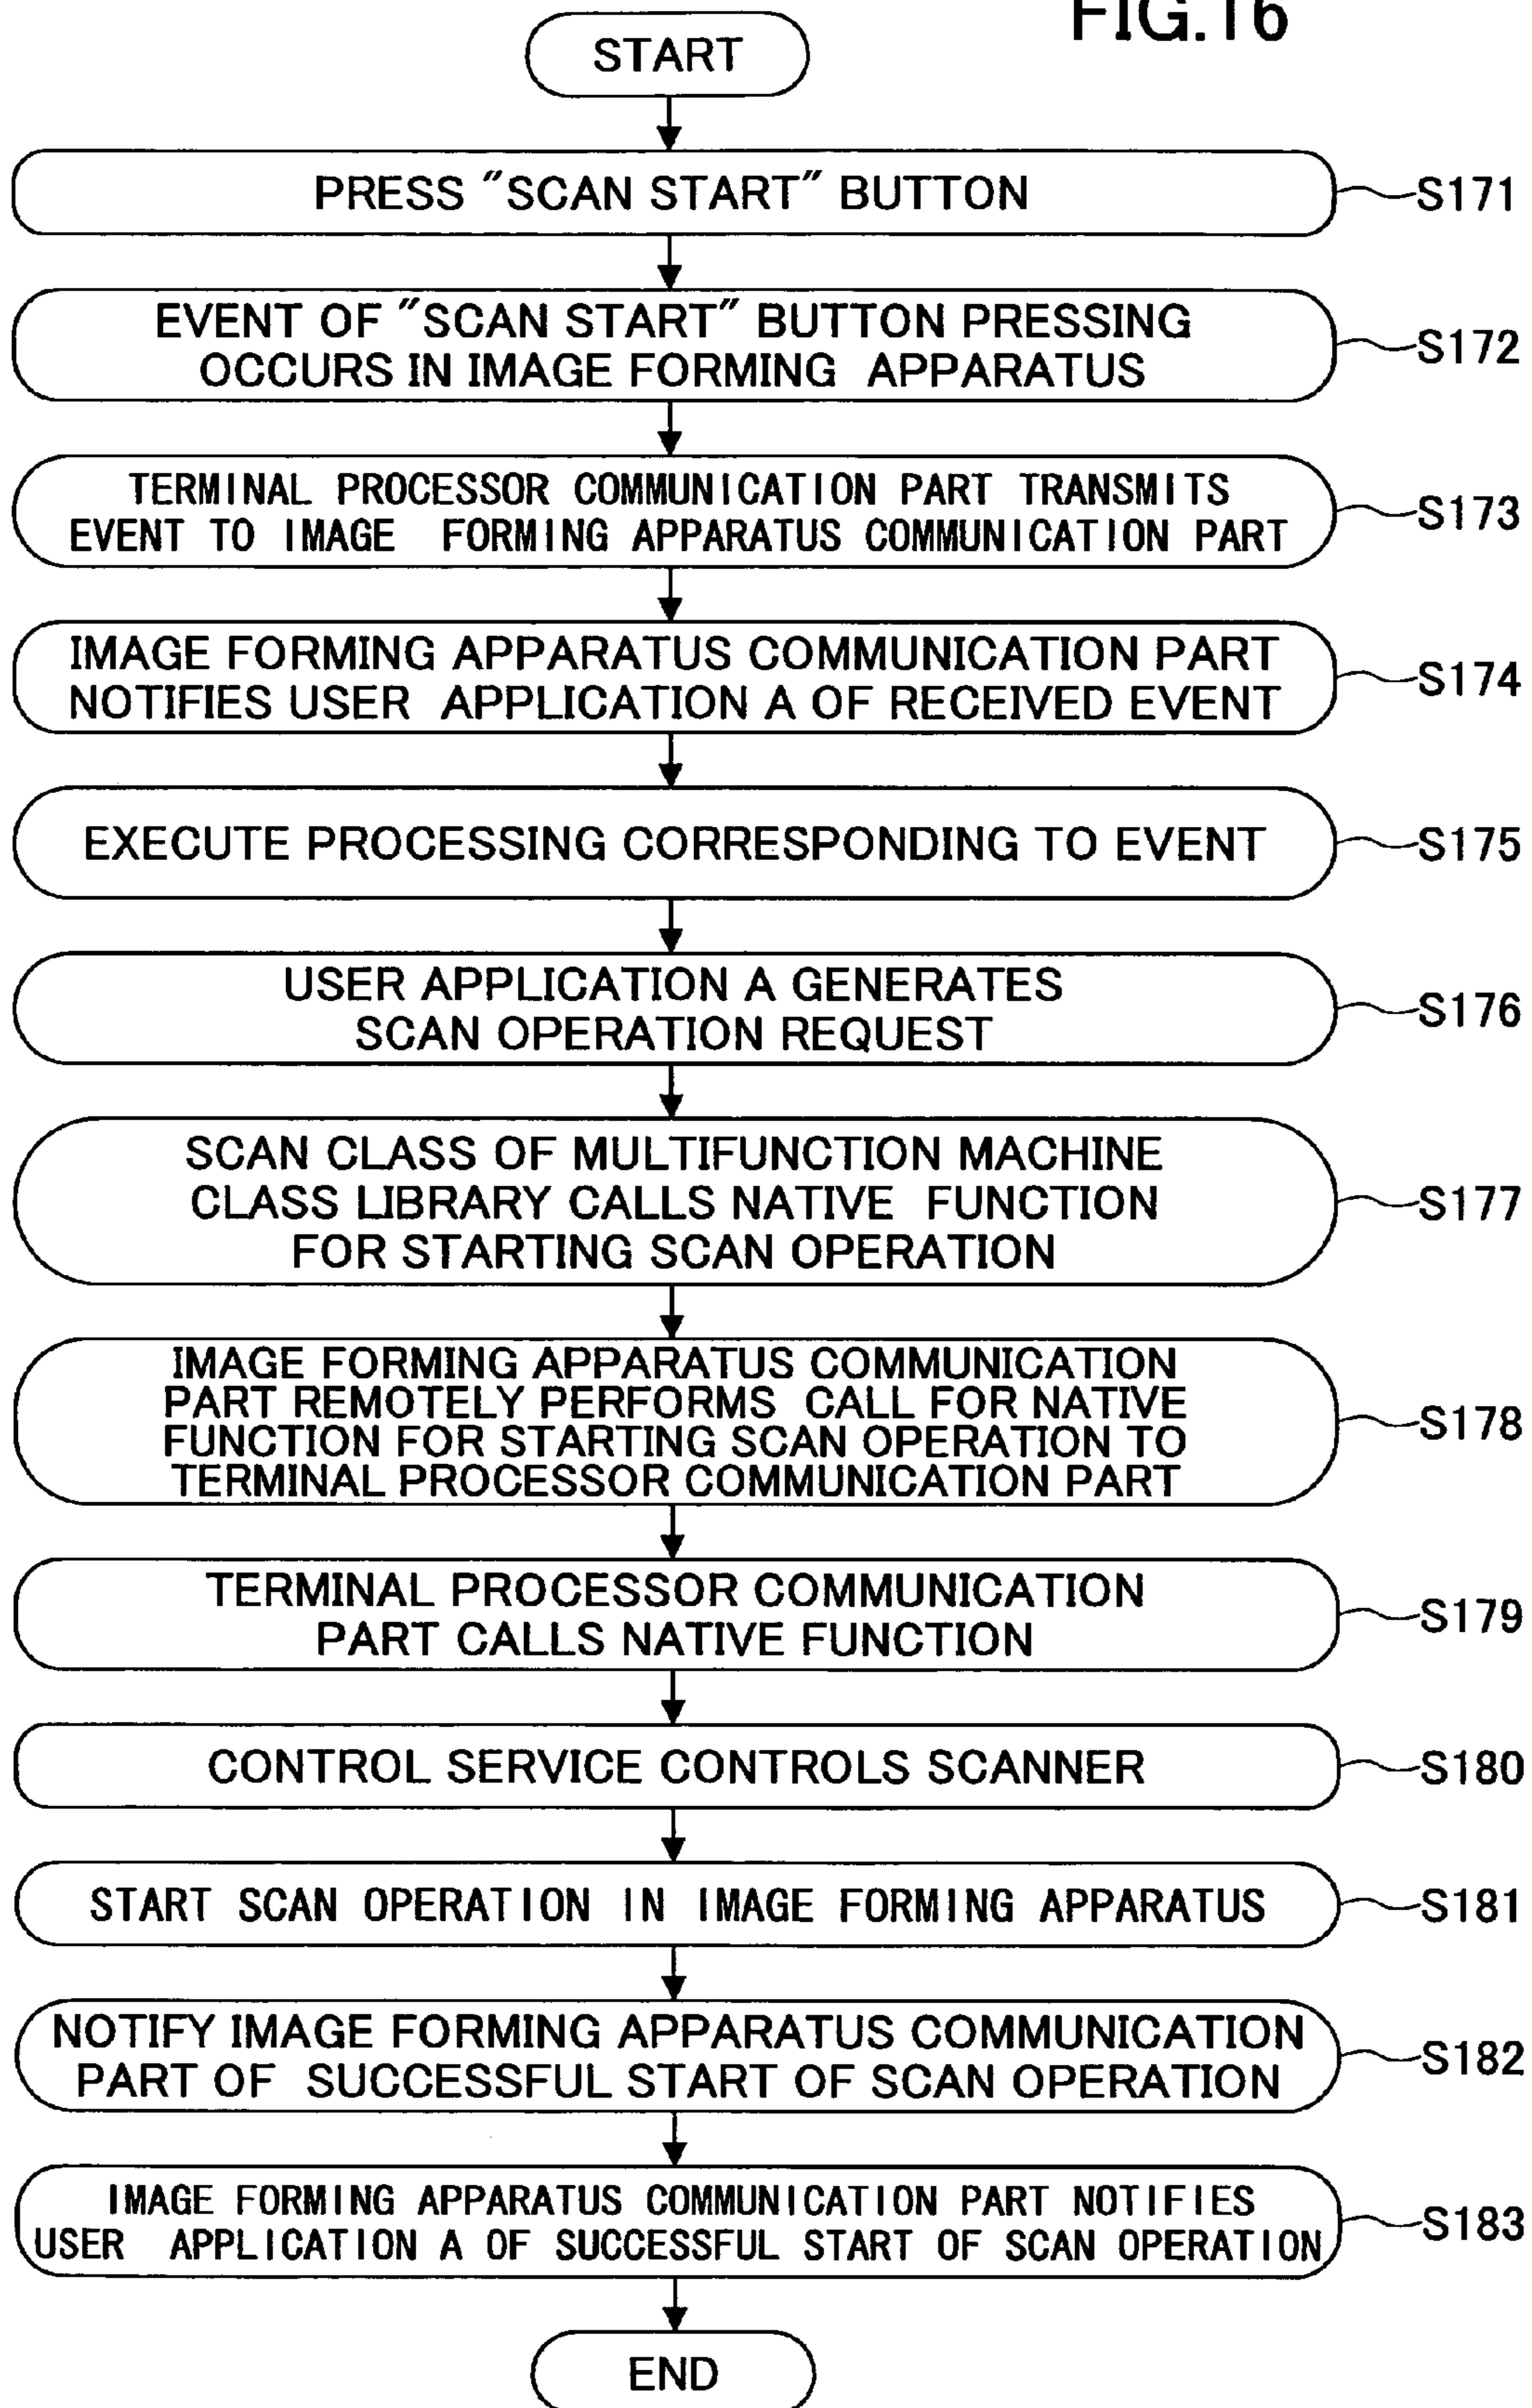 FIG.16
START
PRESS "SCAN START" BUTTON
S171
EVENT OF "SCAN START" BUTTON PRESSING
OCCURS IN IMAGE FORMING APPARATUS
S172
TERMINAL PROCESSOR COMMUNICATION PART TRANSMITS
EVENT TO IMAGE FORMING APPARATUS COMMUNICATION PART
S173
IMAGE FORMING APPARATUS COMMUNICATION PART
NOTIFIES USER APPLICATION A OF RECEIVED EVENT
S174
EXECUTE PROCESSING CORRESPONDING TO EVENT
S175
USER APPLICATION A GENERATES
SCAN OPERATION REQUEST
S176
SCAN CLASS OF MULTIFUNCTION MACHINE
CLASS LIBRARY CALLS NATIVE FUNCTION
FOR STARTING SCAN OPERATION
S177
IMAGE FORMING APPARATUS COMMUNICATION
PART REMOTELY PERFORMS CALL FOR NATIVE
FUNCTION FOR STARTING SCAN OPERATION TO
TERMINAL PROCESSOR COMMUNICATION PART
S178
TERMINAL PROCESSOR COMMUNICATION
PART CALLS NATIVE FUNCTION
S179
CONTROL SERVICE CONTROLS SCANNER
S180
START SCAN OPERATION IN IMAGE FORMING APPARATUS
S181
NOTIFY IMAGE FORMING APPARATUS COMMUNICATION
PART OF SUCCESSFUL START OF SCAN OPERATION
S182
IMAGE FORMING APPARATUS COMMUNICATION PART NOTIFIES
USER APPLICATION A OF SUCCESSFUL START OF SCAN OPERATION
S183
END